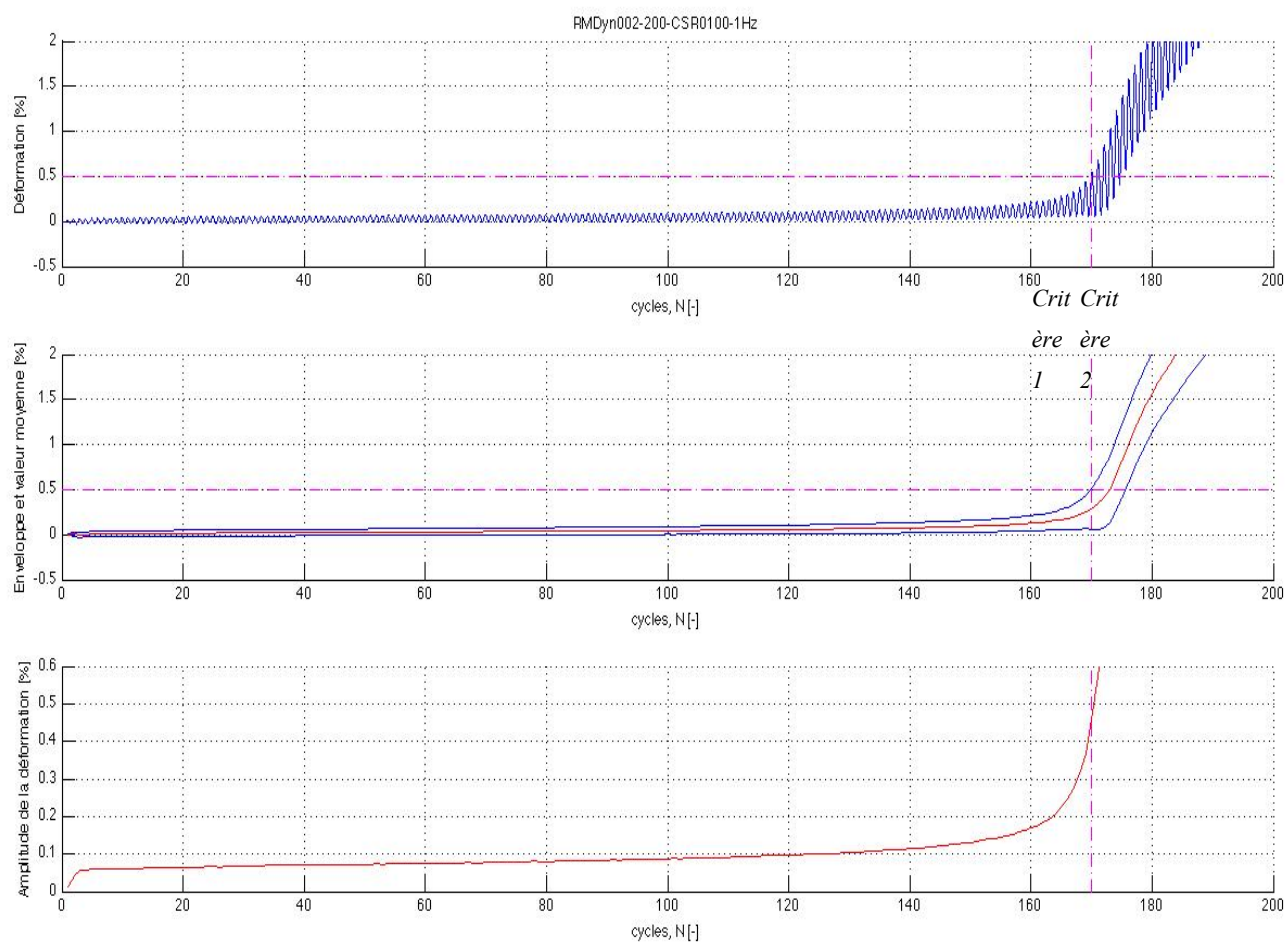 RMDyn002-200-CSR0100-1Hz
Déformation [%]
2
1.5
1
0.5
0
-0.5
0 20 40 60 80 100 120 140 160 180 200
cycles, N [-]
Crit Crit
ère ère
1 2
Enveloppe et valeur moyenne [%]
2
1.5
1
0.5
0
-0.5
0 20 40 60 80 100 120 140 160 180 200
cycles, N [-]
Amplitude de la déformation [%]
0.6
0.5
0.4
0.3
0.2
0.1
0
0 20 40 60 80 100 120 140 160 180 200
cycles, N [-]